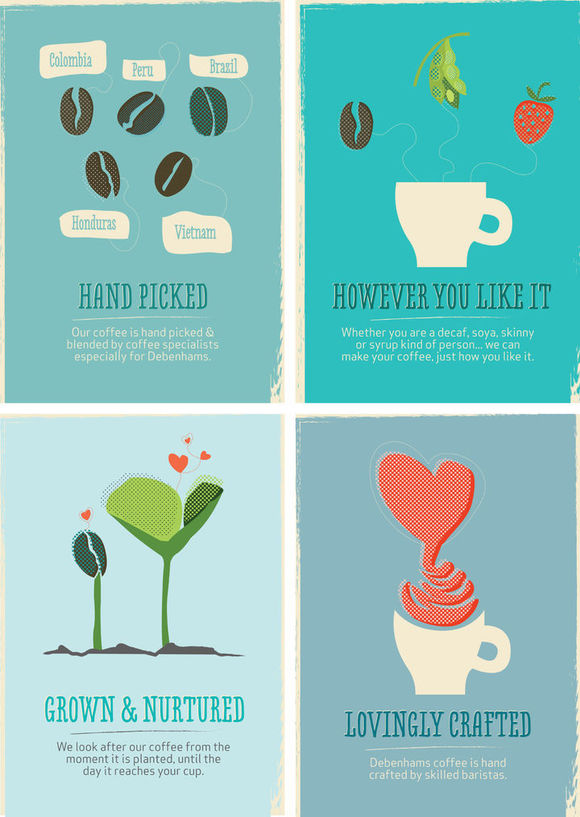 Colombia
Peru
Brazil
Honduras
Vietnam
HAND PICKED
Our coffee is hand picked &
blended by coffee specialists
especially for Debenhams.
HOWEVER YOU LIKE IT
Whether you are a decaf, soya, skinny
or syrup kind of person... we can
make your coffee, just how you like it.
GROWN & NURTURED
We look after our coffee from the
moment it is planted, until the
day it reaches your cup.
LOVINGLY CRAFTED
Debenhams coffee is hand
crafted by skilled baristas.